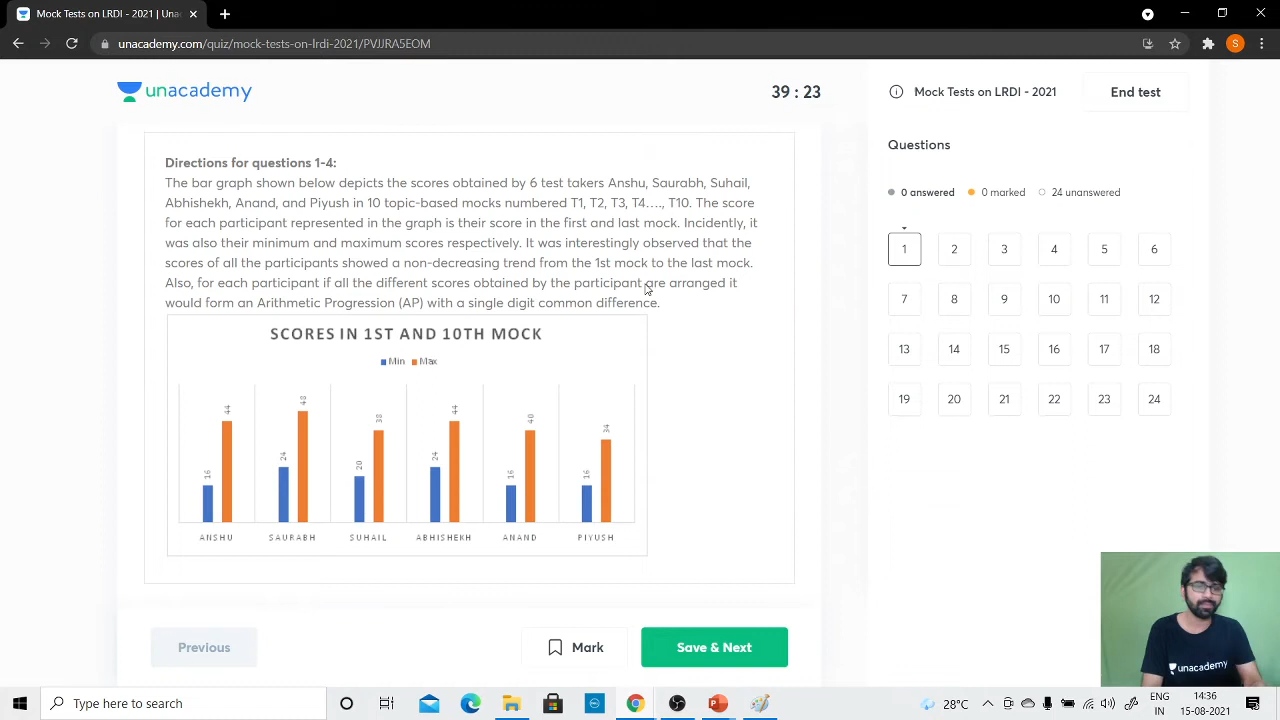 Mock Tests on LRDI - 2021 | Una
unacademy.com/quiz/mock-tests-on-lrdi-2021/PVJJRA5EOM
S
unacademy
39 : 23
Mock Tests on LRDI - 2021
End test
Directions for questions 1-4:
The bar graph shown below depicts the scores obtained by 6 test takers Anshu, Saurabh, Suhail,
Abhishekh, Anand, and Piyush in 10 topic-based mocks numbered T1, T2, T3, T4...., T10. The score
for each participant represented in the graph is their score in the first and last mock. Incidently, it
was also their minimum and maximum scores respectively. It was interestingly observed that the
scores of all the participants showed a non-decreasing trend from the 1st mock to the last mock.
Also, for each participant if all the different scores obtained by the participant are arranged it
would form an Arithmetic Progression (AP) with a single digit common difference.
SCORES IN 1ST AND 10TH MOCK
Min Max
16 44 24 48 20 38 24 44 16 40 16 34
ANSHU SAURABH SUHAIL ABHISHEKH ANAND PIYUSH
Questions
0 answered 0 marked 24 unanswered
1 2 3 4 5 6
7 8 9 10 11 12
13 14 15 16 17 18
19 20 21 22 23 24
Previous
Mark
Save & Next
unacademy
Type here to search
28°C
ENG
IN
14:36
15-08-2021